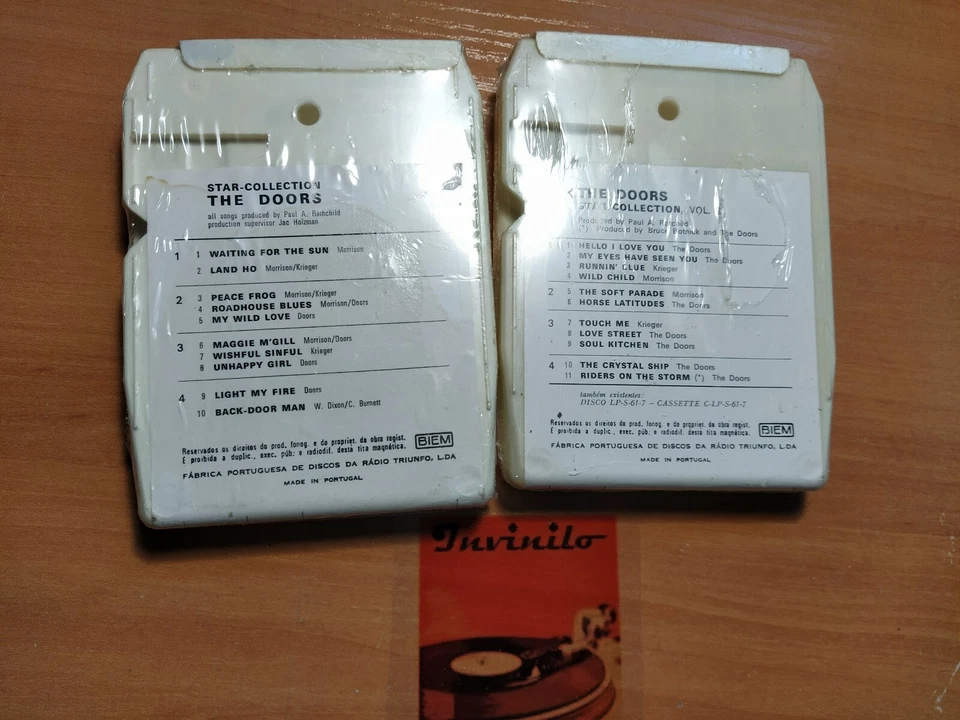 STAR-COLLECTION
THE DOORS
all songs produced by Paul A. Rothchild
production supervisor Jac Holzman
1 1 WAITING FOR THE SUN Morrison
2 LAND HO Morrison/Krieger
2 3 PEACE FROG Morrison/Krieger
4 ROADHOUSE BLUES Morrison/Doors
5 MY WILD LOVE Doors
3 6 MAGGIE M'GILL Morrison/Doors
7 WISHFUL SINFUL Krieger
8 UNHAPPY GIRL Doors
4 9 LIGHT MY FIRE Doors
10 BACK-DOOR MAN W. Dixon/C. Burnett
Reservados os direitos do prod. fonog. e do propriet. da obra regist.
É proibida a duplic., exec. púb. e radiodif. desta fita magnética.
BIEM
FÁBRICA PORTUGUESA DE DISCOS DA RÁDIO TRIUNFO, L.DA
MADE IN PORTUGAL
THE DOORS
STAR-COLLECTION, VOL.
Produced by Paul A. Rotchild
(*) Produced by Bruce Botnick and The Doors
1 1 HELLO I LOVE YOU The Doors
2 MY EYES HAVE SEEN YOU The Doors
3 RUNNIN' BLUE Krieger
4 WILD CHILD Morrison
2 5 THE SOFT PARADE Morrison
6 HORSE LATITUDES The Doors
3 7 TOUCH ME Krieger
8 LOVE STREET The Doors
9 SOUL KITCHEN The Doors
4 10 THE CRYSTAL SHIP The Doors
11 RIDERS ON THE STORM (*) The Doors
também existentes:
DISCO LP-S-61-7 - CASSETTE C-LP-S-61-7
Reservados os direitos do prod. fonog. e do propriet. da obra regist.
É proibida a duplic., exec. púb. e radiodif. desta fita magnética.
BIEM
FÁBRICA PORTUGUESA DE DISCOS DA RÁDIO TRIUNFO, L.DA
MADE IN PORTUGAL
Invinilo